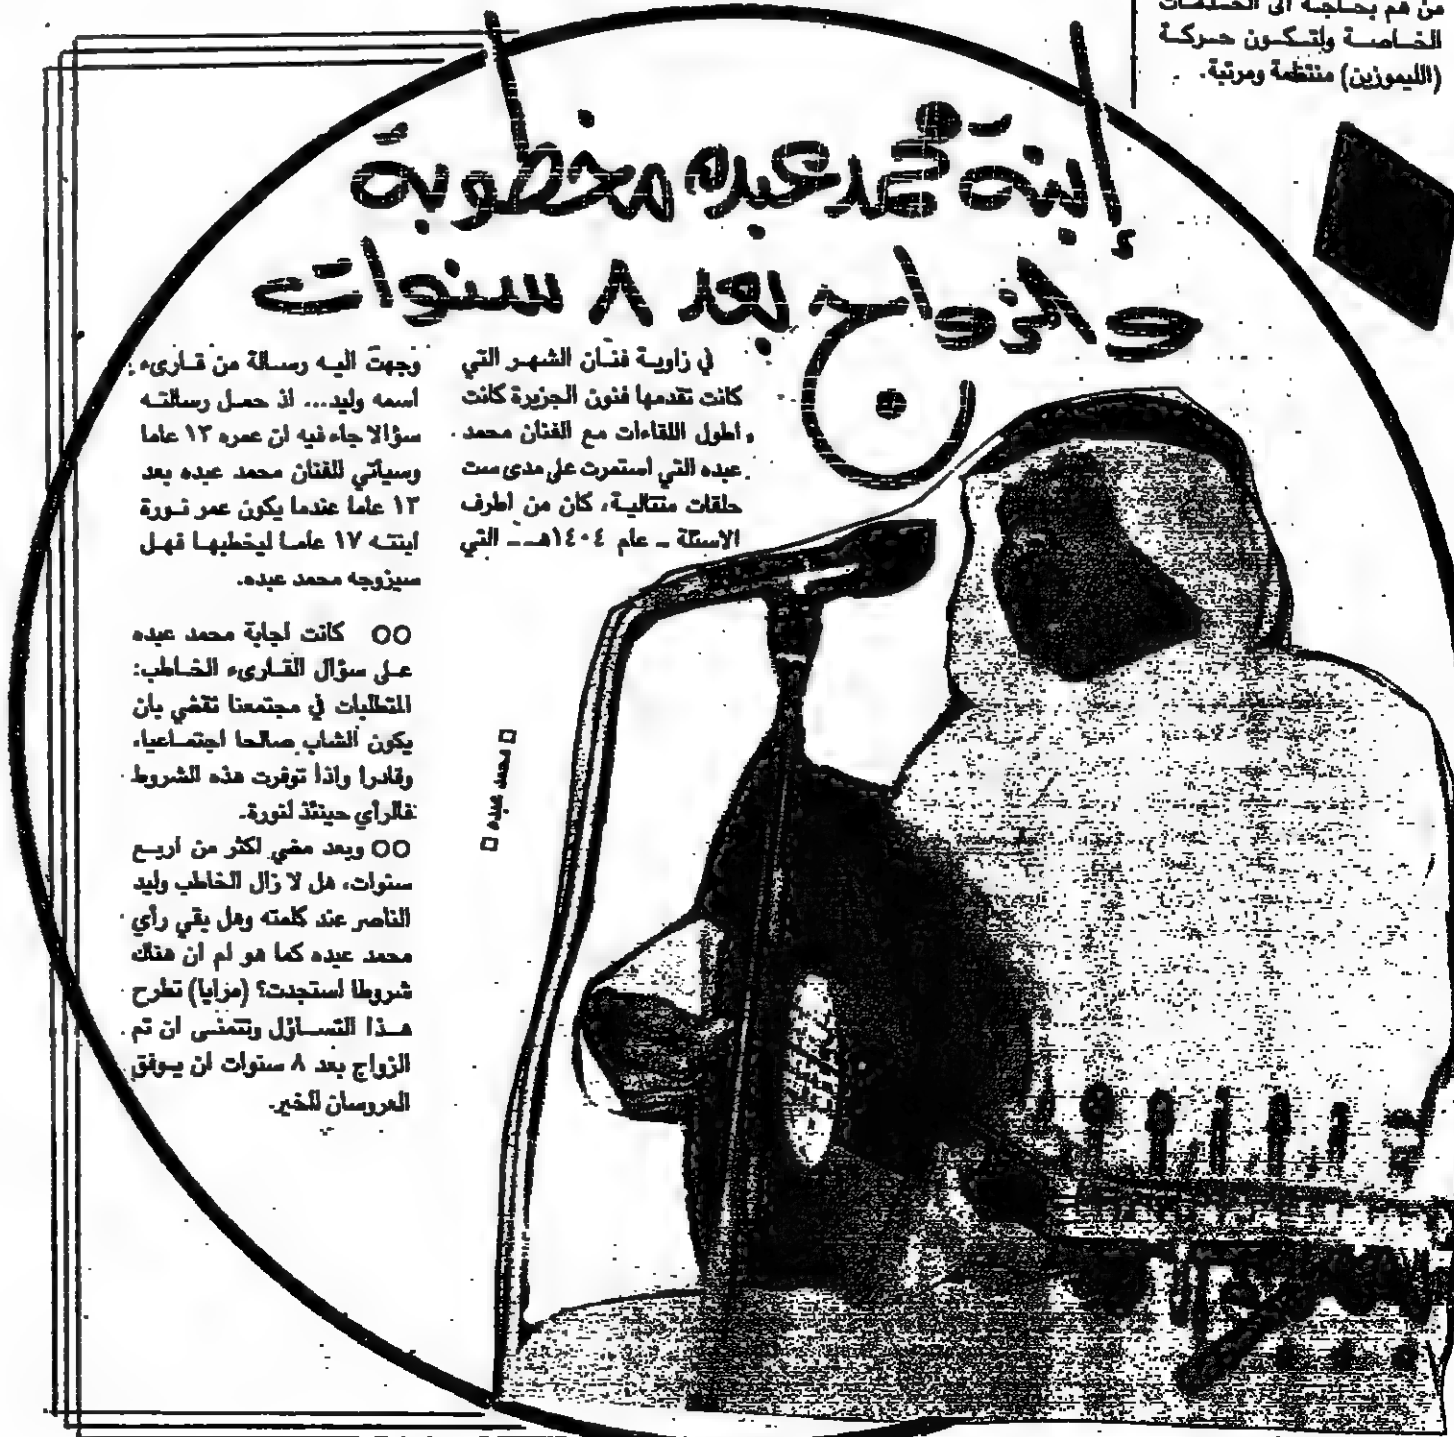 من هم بحاجة الى الخدمات
الخاصة ولتكون حركة
(الليموزين) منتظمة ومرتبة.
إبنة محمد عبده مخطوبة
والزواج بعد ٨ سنوات
في زاوية فنان الشهر التي
كانت تقدمها فنون الجزيرة كانت
اطول اللقاءات مع الفنان محمد
عبده التي استمرت على مدى ست
حلقات متتالية، كان من اطرف
الاسئلة ـ عام ١٤٠٤هـ ـ التي
وجهت اليه رسالة من قارىء
اسمه وليد... اذ حمل رسالته
سؤالا جاء فيه ان عمره ١٣ عاما
وسيأتي للفنان محمد عبده بعد
١٣ عاما عندما يكون عمر نورة
ابنته ١٧ عاما ليخطبها فهل
سيزوجه محمد عبده.
○○ كانت اجابة محمد عبده
على سؤال القارىء الخاطب:
المتطلبات في مجتمعنا تقضي بان
يكون الشاب صالحا اجتماعيا،
وقادرا واذا توفرت هذه الشروط
فالرأي حينئذ لنورة.
○○ وبعد مضي اكثر من اربع
سنوات، هل لا زال الخاطب وليد
الناصر عند كلمته وهل بقي رأي
محمد عبده كما هو ام ان هناك
شروطا استجدت؟ (مرايا) تطرح
هذا التساؤل وتتمنى ان تم
الزواج بعد ٨ سنوات ان يوفق
العروسان للخير.
□ محمد عبده □